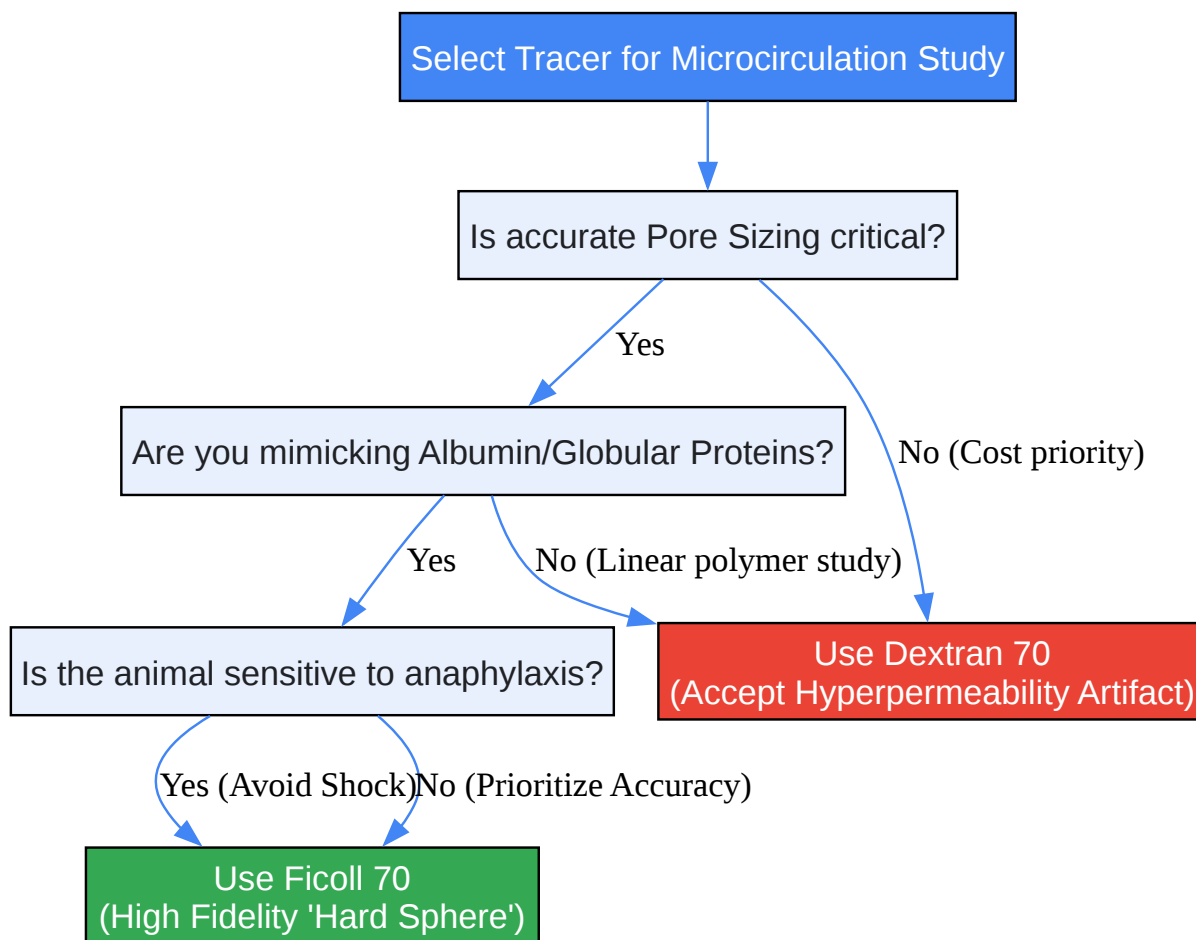 Select Tracer for Microcirculation Study
Is accurate Pore Sizing critical?
Yes
Are you mimicking Albumin/Globular Proteins?
No (Cost priority)
Yes
No (Linear polymer study)
Is the animal sensitive to anaphylaxis?
Use Dextran 70
(Accept Hyperpermeability Artifact)
Yes (Avoid Shock)
No (Prioritize Accuracy)
Use Ficoll 70
(High Fidelity 'Hard Sphere')